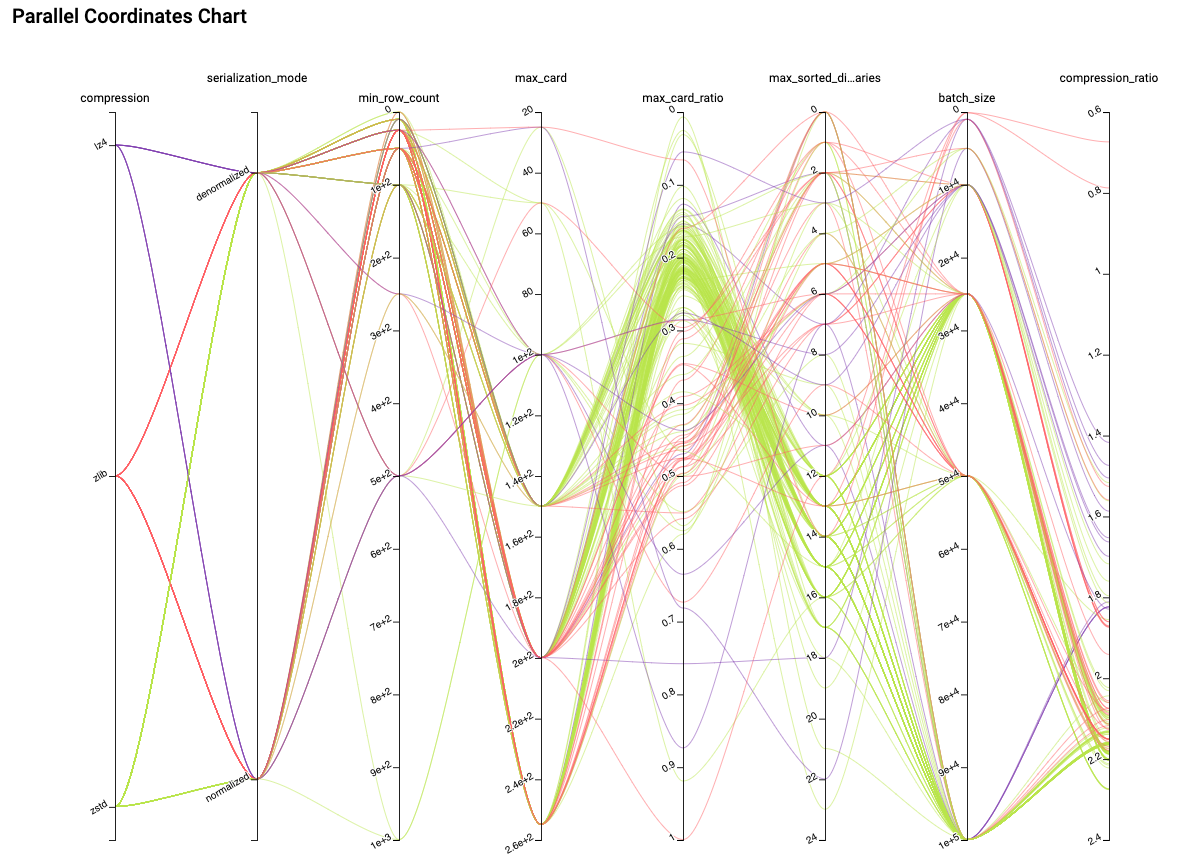 Parallel Coordinates Chart
serialization_mode
max_card
max_sorted_di...aries
compression_ratio
compression
min_row_count
max_card_ratio
batch_size
lz4
zlib
zstd
denormalized
normalized
0
1e+2
2e+2
3e+2
4e+2
5e+2
6e+2
7e+2
8e+2
9e+2
1e+3
20
40
60
80
1e+2
1.2e+2
1.4e+2
1.6e+2
1.8e+2
2e+2
2.2e+2
2.4e+2
2.6e+2
0
0.1
0.2
0.3
0.4
0.5
0.6
0.7
0.8
0.9
1
0
2
4
6
8
10
12
14
16
18
20
22
24
0
1e+4
2e+4
3e+4
4e+4
5e+4
6e+4
7e+4
8e+4
9e+4
1e+5
0.6
0.8
1
1.2
1.4
1.6
1.8
2
2.2
2.4